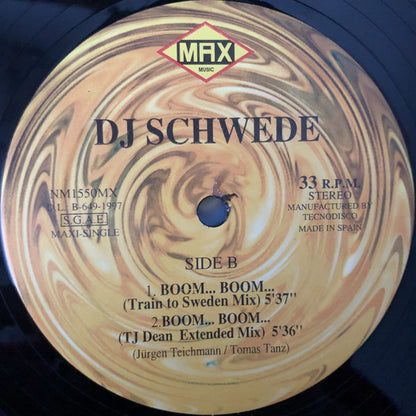 MAX
MUSIC
DJ SCHWEDE
NM1550MX
D.L.: B-649-1997
S.G.A.E.
MAXI-SINGLE
33 R.P.M.
STEREO
MANUFACTURED BY
TECNODISCO
MADE IN SPAIN
SIDE B
1. BOOM... BOOM...
(Train to Sweden Mix) 5'37''
2.BOOM... BOOM...
(TJ Dean Extended Mix) 5'36''
(Jürgen Teichmann / Tomas Tanz)